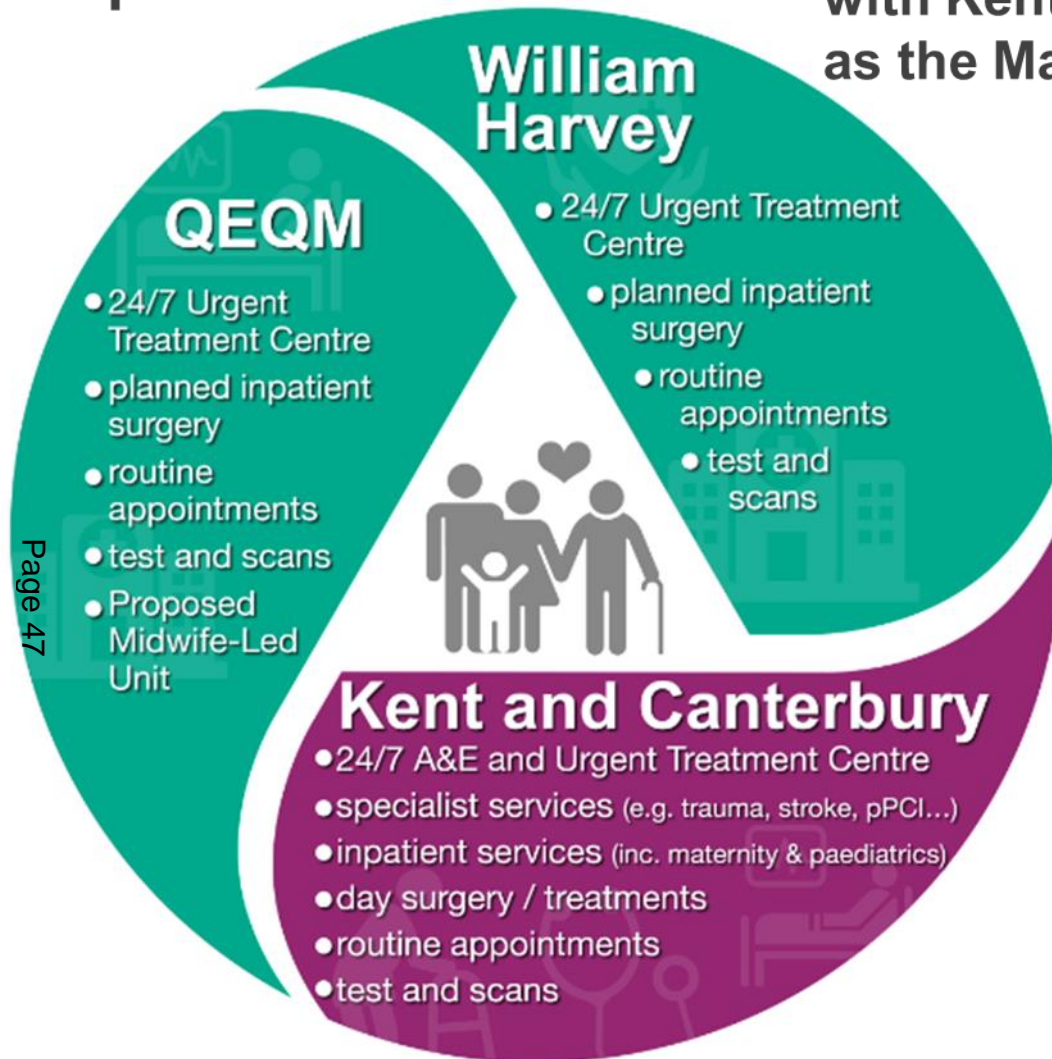 as the Ma
William
Harvey
● 24/7 Urgent Treatment
Centre
● planned inpatient
surgery
● routine
appointments
● test and
scans
QEQM
● 24/7 Urgent
Treatment Centre
● planned inpatient
surgery
● routine
appointments
● test and scans
● Proposed
Midwife-Led
Unit
Page 47
Kent and Canterbury
● 24/7 A&E and Urgent Treatment Centre
● specialist services (e.g. trauma, stroke, pPCI...)
● inpatient services (inc. maternity & paediatrics)
● day surgery / treatments
● routine appointments
● test and scans